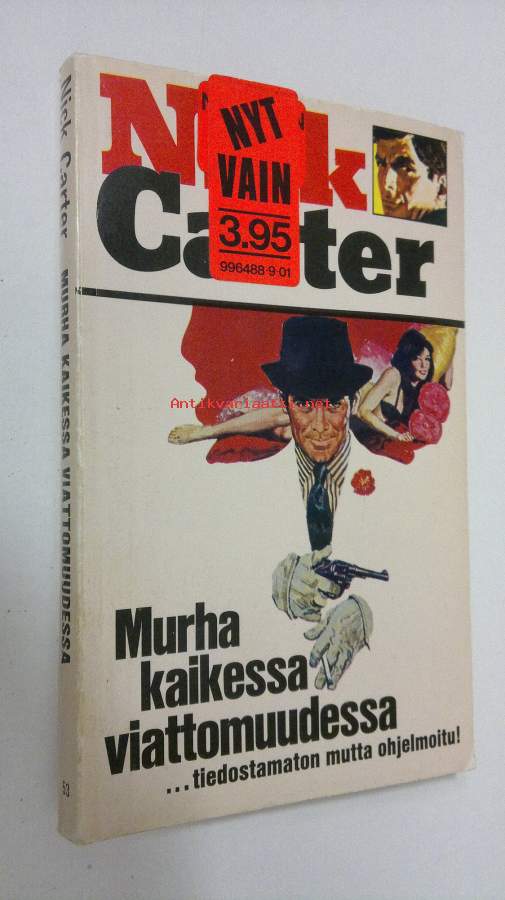 Nick
Carter
NYT
VAIN
3.95
996488-9-01
Antikvariaatti.net
Murha
kaikessa
viattomuudessa
...tiedostamaton mutta ohjelmoitu!
Nick Carter MURHA KAIKESSA VIATTOMUUDESSA
53